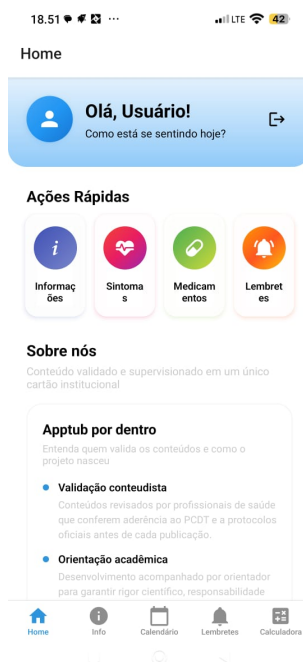 18.51
LTE
42
Home
Olá, Usuário!
Como está se sentindo hoje?
Ações Rápidas
i
Informaç
ões
Sintoma
s
Medicam
entos
Lembret
es
Sobre nós
Conteúdo validado e supervisionado em um único
cartão institucional
Apptub por dentro
Entenda quem valida os conteúdos e como o
projeto nasceu
Validação conteudista
Conteúdos revisados por profissionais de saúde
que conferem aderência ao PCDT e a protocolos
oficiais antes de cada publicação.
Orientação acadêmica
Desenvolvimento acompanhado por orientador
para garantir rigor científico, responsabilidade
Home
Info
Calendário
Lembretes
Calculadora